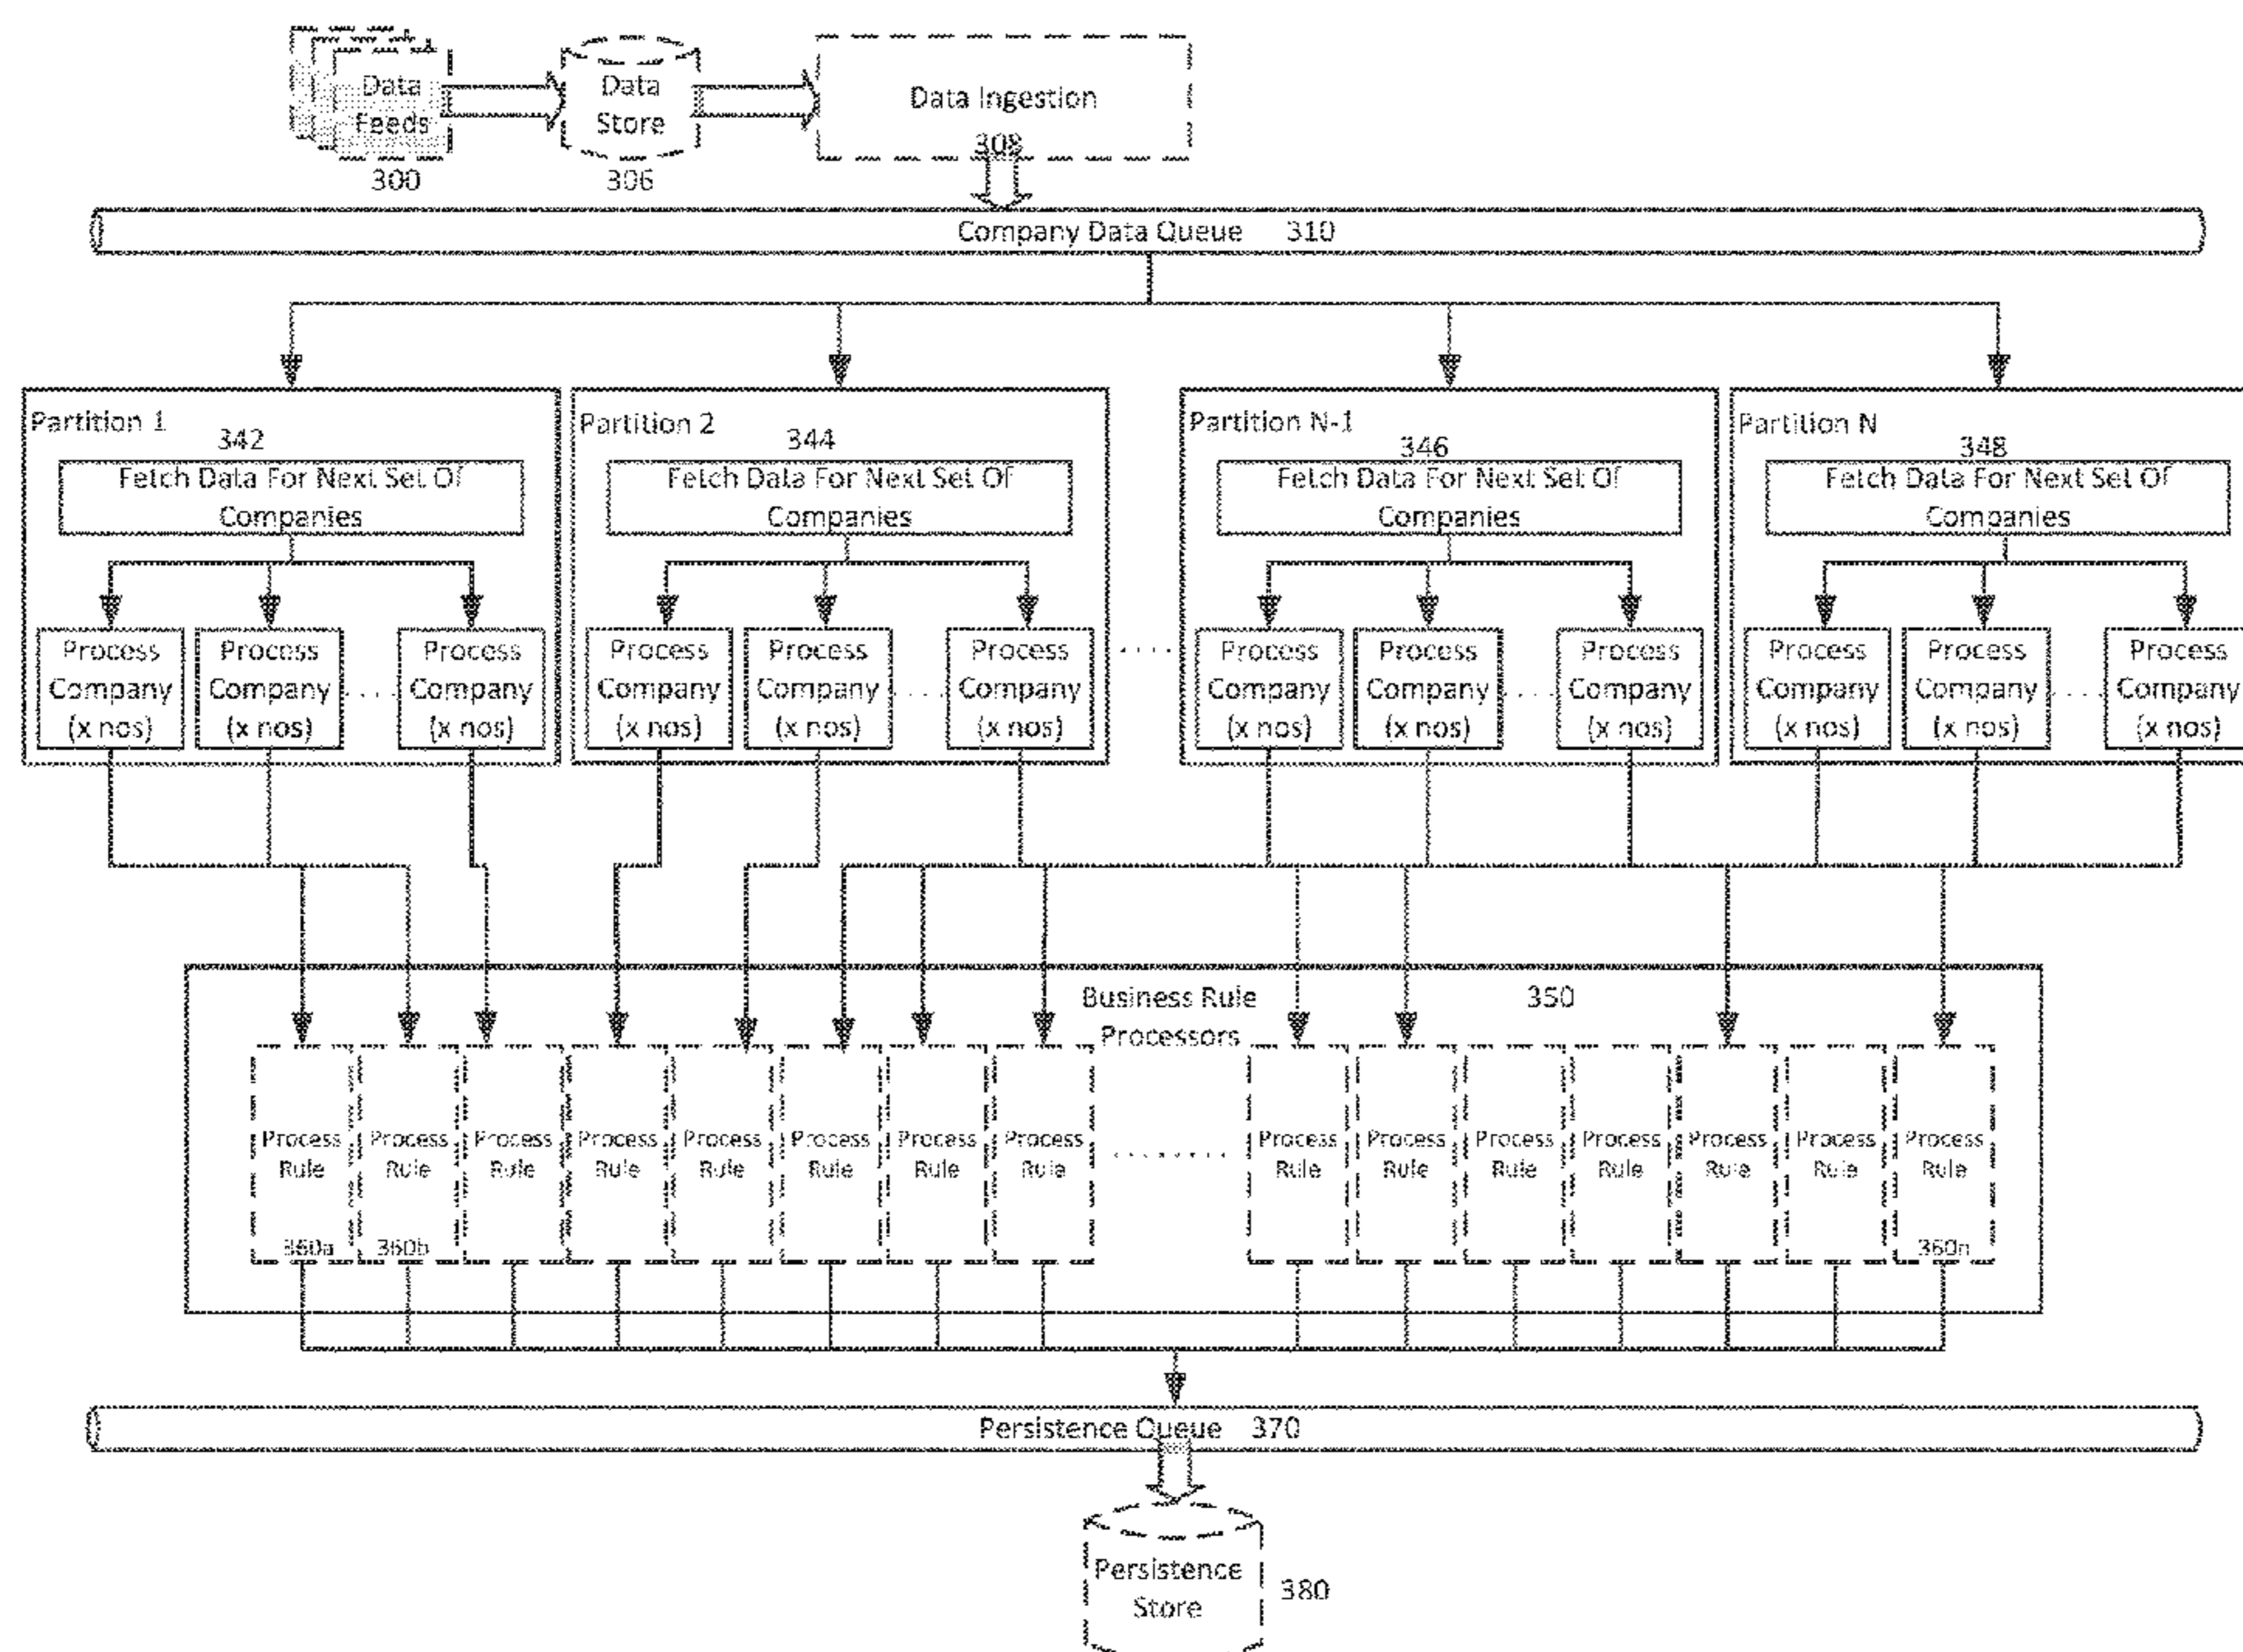 Data
Feeds
300
Data
Store
306
Data Ingestion
308
Company Data Queue 310
Partition 1
342
Fetch Data For Next Set Of
Companies
Process
Company
(x nos)
Process
Company
(x nos)
. . .
Process
Company
(x nos)
Partition 2
344
Fetch Data For Next Set Of
Companies
Process
Company
(x nos)
Process
Company
(x nos)
. . . .
Process
Company
(x nos)
. . . . .
Partition N-1
346
Fetch Data For Next Set Of
Companies
Process
Company
(x nos)
Process
Company
(x nos)
. . . .
Process
Company
(x nos)
Partition N
348
Fetch Data For Next Set Of
Companies
Process
Company
(x nos)
Process
Company
(x nos)
. . . .
Process
Company
(x nos)
Business Rule
Processors
350
Process
Rule
360a
Process
Rule
360b
Process
Rule
Process
Rule
Process
Rule
Process
Rule
Process
Rule
Process
Rule
. . . . . . . .
Process
Rule
Process
Rule
Process
Rule
Process
Rule
Process
Rule
Process
Rule
Process
Rule
360n
Persistence Queue 370
Persistence
Store
380